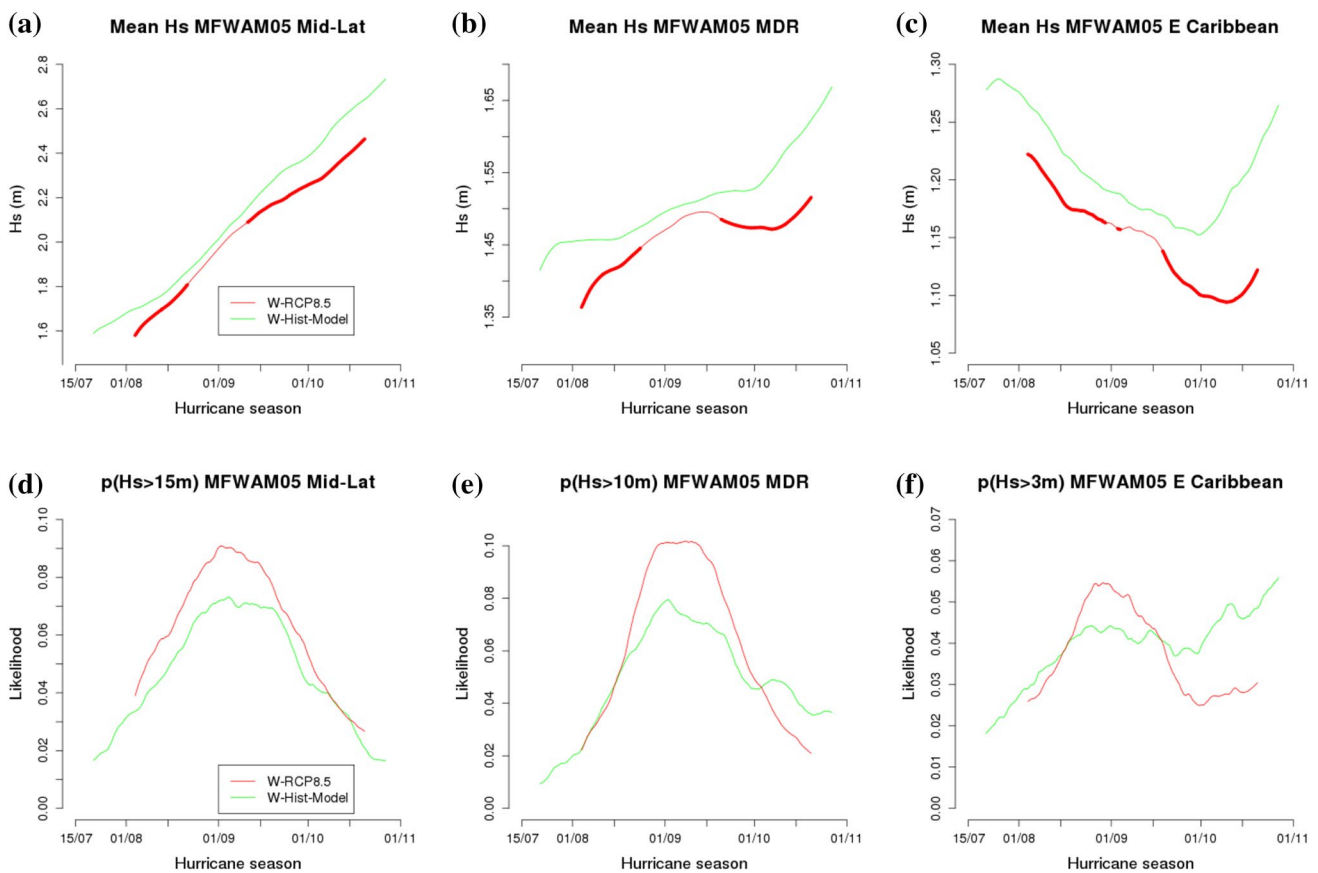 (a)
Mean Hs MFWAM05 Mid-Lat
Hs (m)
2.8
2.6
2.4
2.2
2.0
1.8
1.6
W-RCP8.5
W-Hist-Model
15/07 01/08 01/09 01/10 01/11
Hurricane season
(b)
Mean Hs MFWAM05 MDR
Hs (m)
1.65
1.55
1.45
1.35
15/07 01/08 01/09 01/10 01/11
Hurricane season
(c)
Mean Hs MFWAM05 E Caribbean
Hs (m)
1.30
1.25
1.20
1.15
1.10
1.05
15/07 01/08 01/09 01/10 01/11
Hurricane season
(d)
p(Hs>15m) MFWAM05 Mid-Lat
Likelihood
0.10
0.08
0.06
0.04
0.02
0.00
W-RCP8.5
W-Hist-Model
15/07 01/08 01/09 01/10 01/11
Hurricane season
(e)
p(Hs>10m) MFWAM05 MDR
Likelihood
0.10
0.08
0.06
0.04
0.02
0.00
15/07 01/08 01/09 01/10 01/11
Hurricane season
(f)
p(Hs>3m) MFWAM05 E Caribbean
Likelihood
0.07
0.06
0.05
0.04
0.03
0.02
0.01
0.00
15/07 01/08 01/09 01/10 01/11
Hurricane season